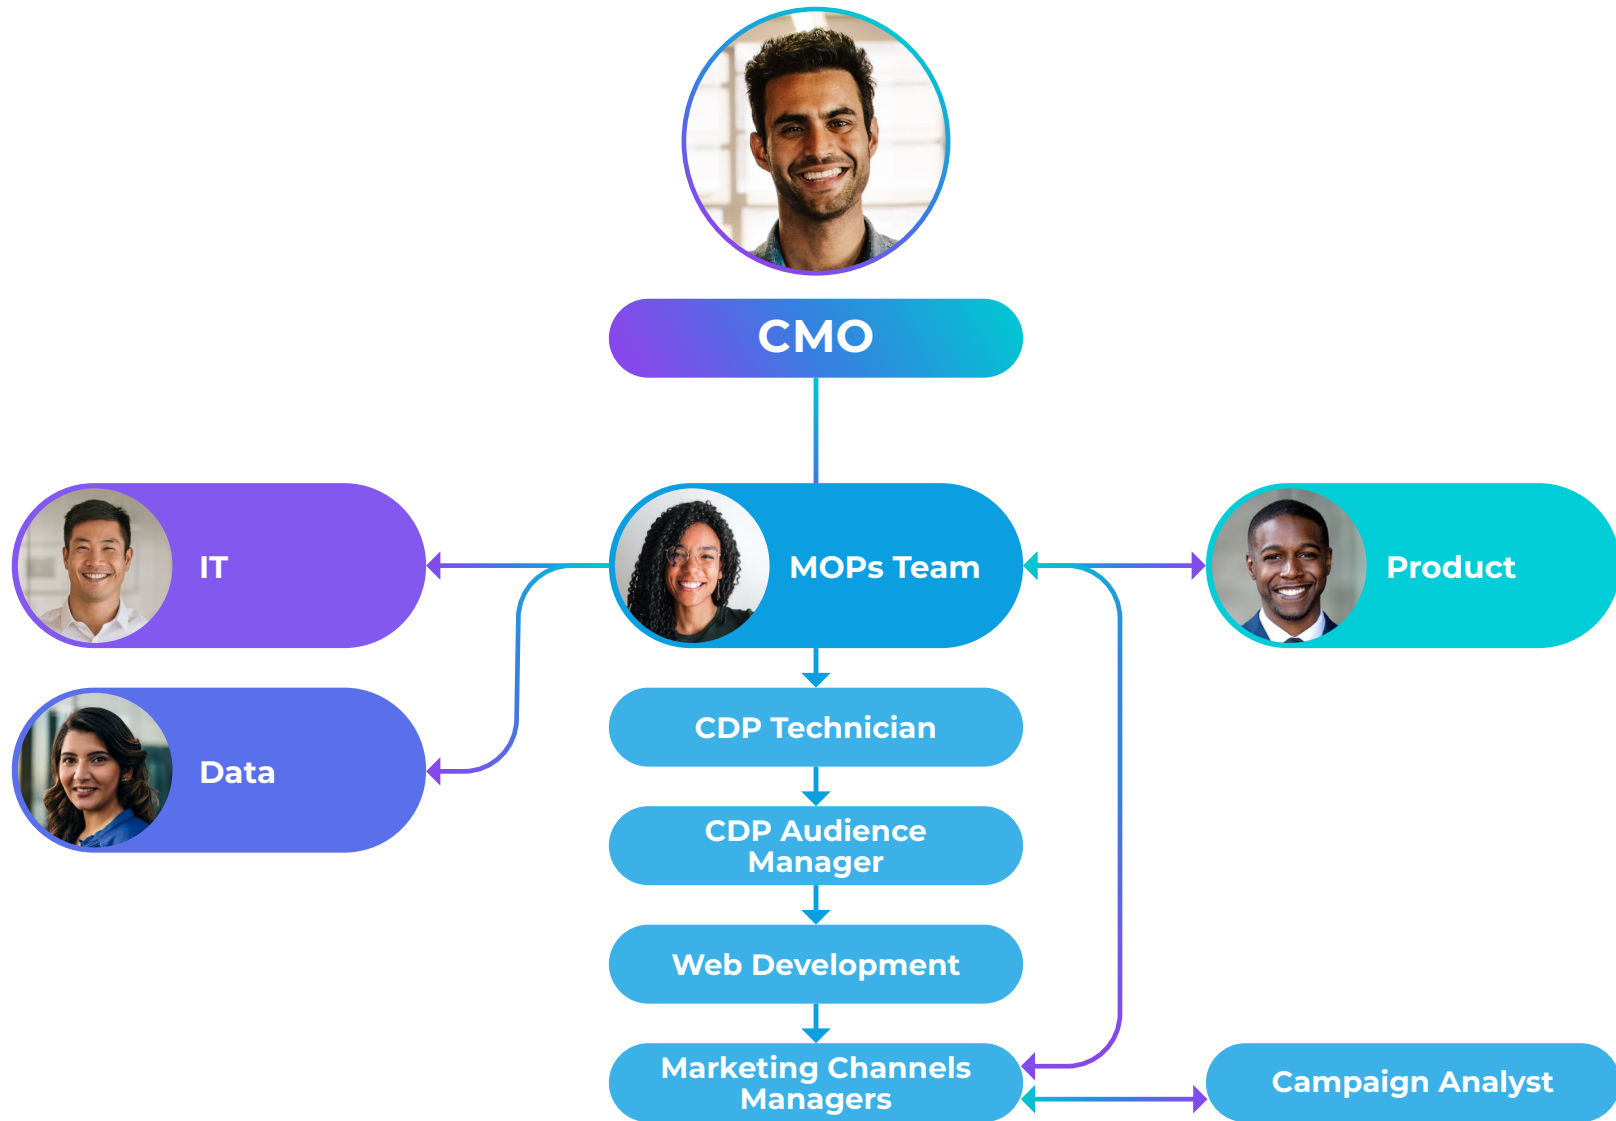 CMO
IT
MOPs Team
Product
Data
CDP Technician
CDP Audience
Manager
Web Development
Marketing Channels
Managers
Campaign Analyst